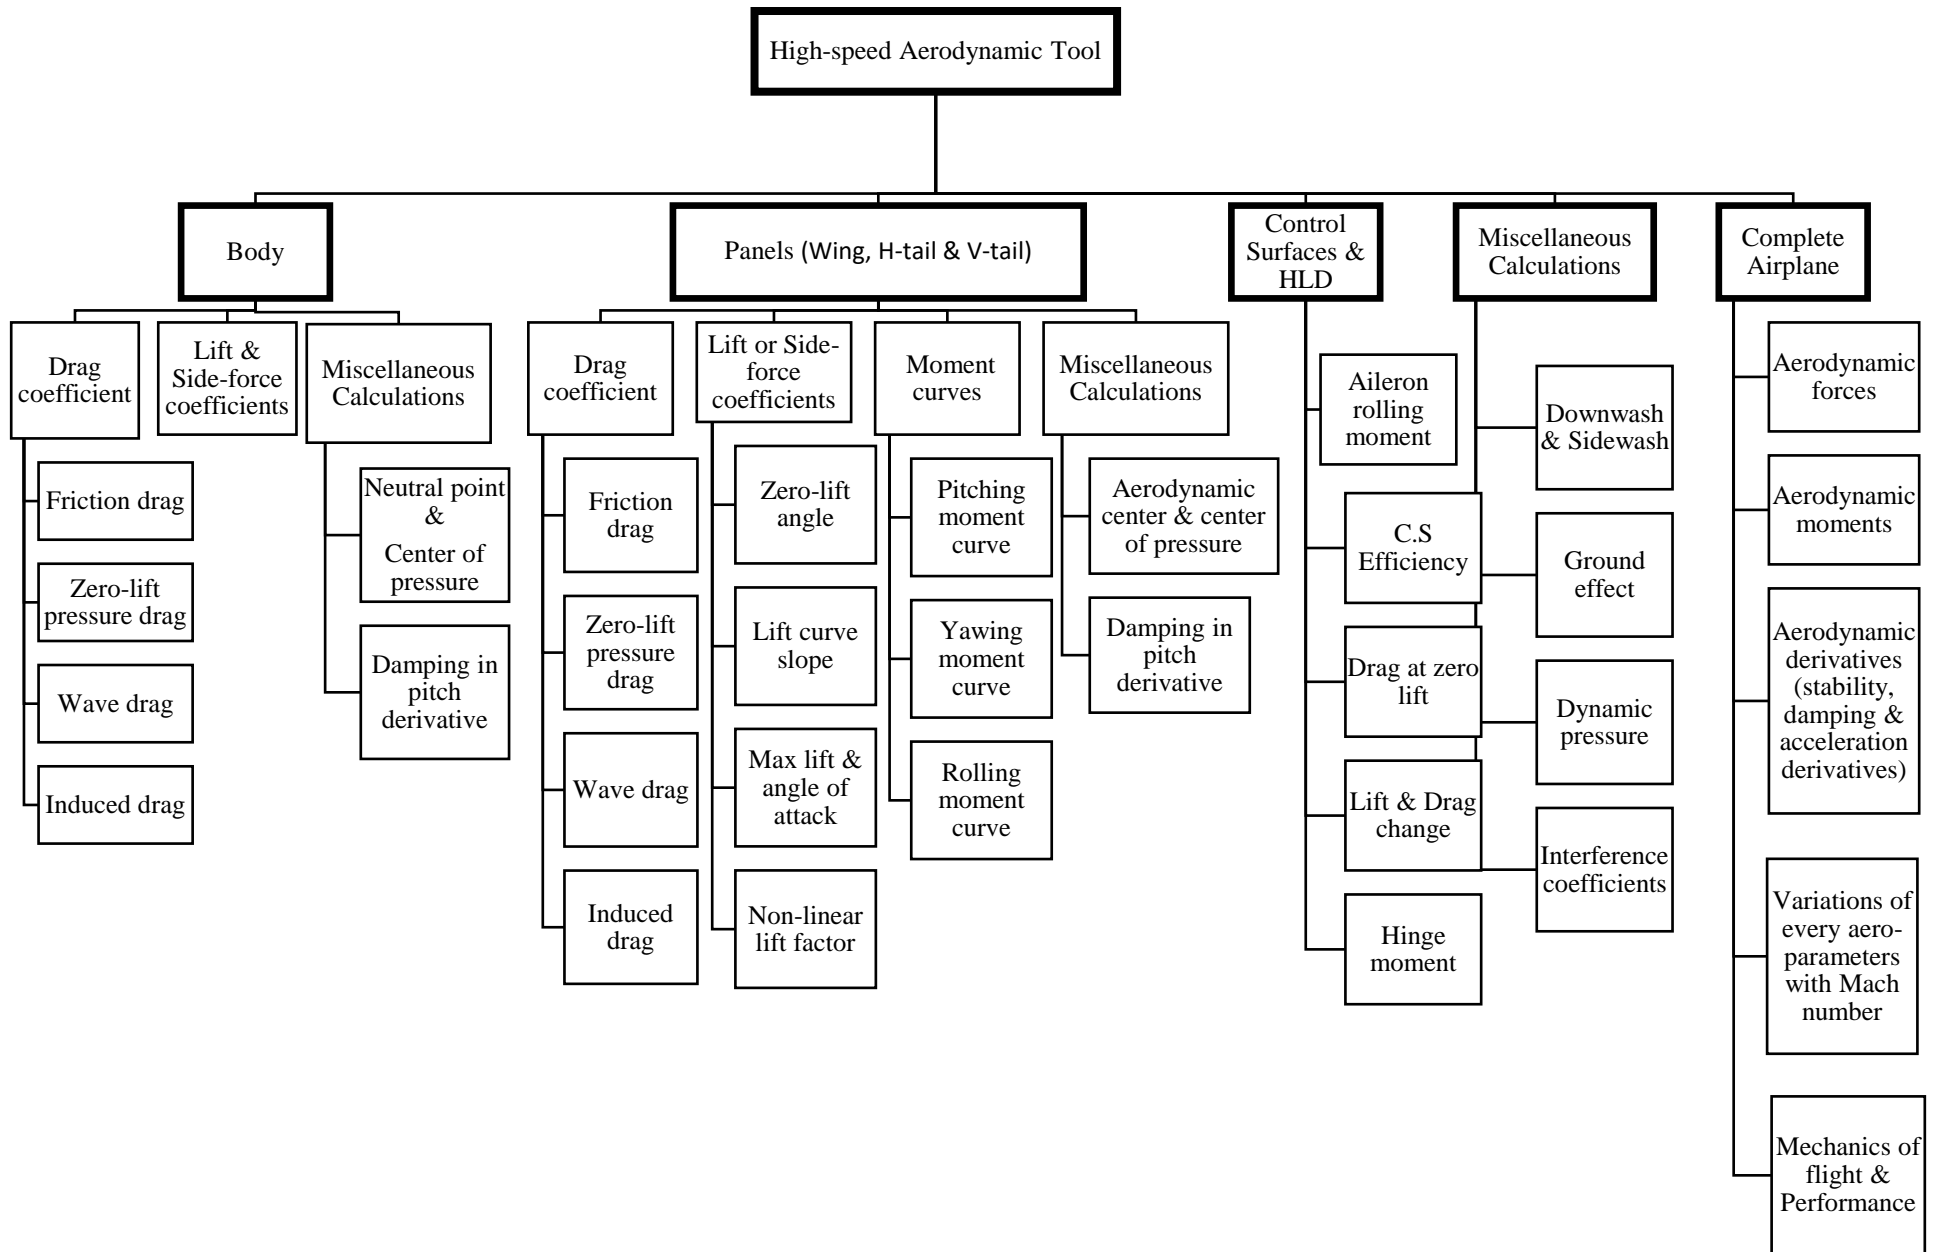 High-speed Aerodynamic Tool
Body
Panels (Wing, H-tail & V-tail)
Control
Surfaces &
HLD
Miscellaneous
Calculations
Complete
Airplane
Drag
coefficient
Lift &
Side-force
coefficients
Miscellaneous
Calculations
Friction drag
Zero-lift
pressure drag
Wave drag
Induced drag
Neutral point
&
Center of
pressure
Damping in
pitch
derivative
Drag
coefficient
Lift or Side-
force
coefficients
Moment
curves
Miscellaneous
Calculations
Friction
drag
Zero-lift
pressure
drag
Wave drag
Induced
drag
Zero-lift
angle
Lift curve
slope
Max lift &
angle of
attack
Non-linear
lift factor
Pitching
moment
curve
Yawing
moment
curve
Rolling
moment
curve
Aerodynamic
center & center
of pressure
Damping in
pitch
derivative
Aileron
rolling
moment
C.S
Efficiency
Drag at zero
lift
Lift & Drag
change
Hinge
moment
Downwash
& Sidewash
Ground
effect
Dynamic
pressure
Interference
coefficients
Aerodynamic
forces
Aerodynamic
moments
Aerodynamic
derivatives
(stability,
damping &
acceleration
derivatives)
Variations of
every aero-
parameters
with Mach
number
Mechanics of
flight &
Performance